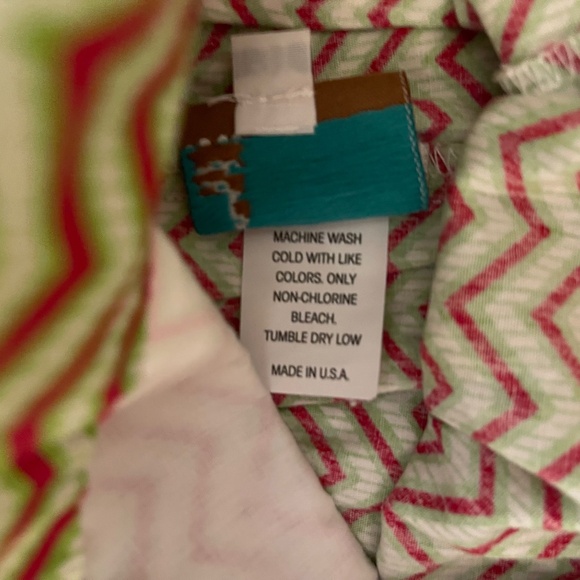 MACHINE WASH
COLD WITH LIKE
COLORS. ONLY
NON-CHLORINE
BLEACH.
TUMBLE DRY LOW
MADE IN U.S.A.